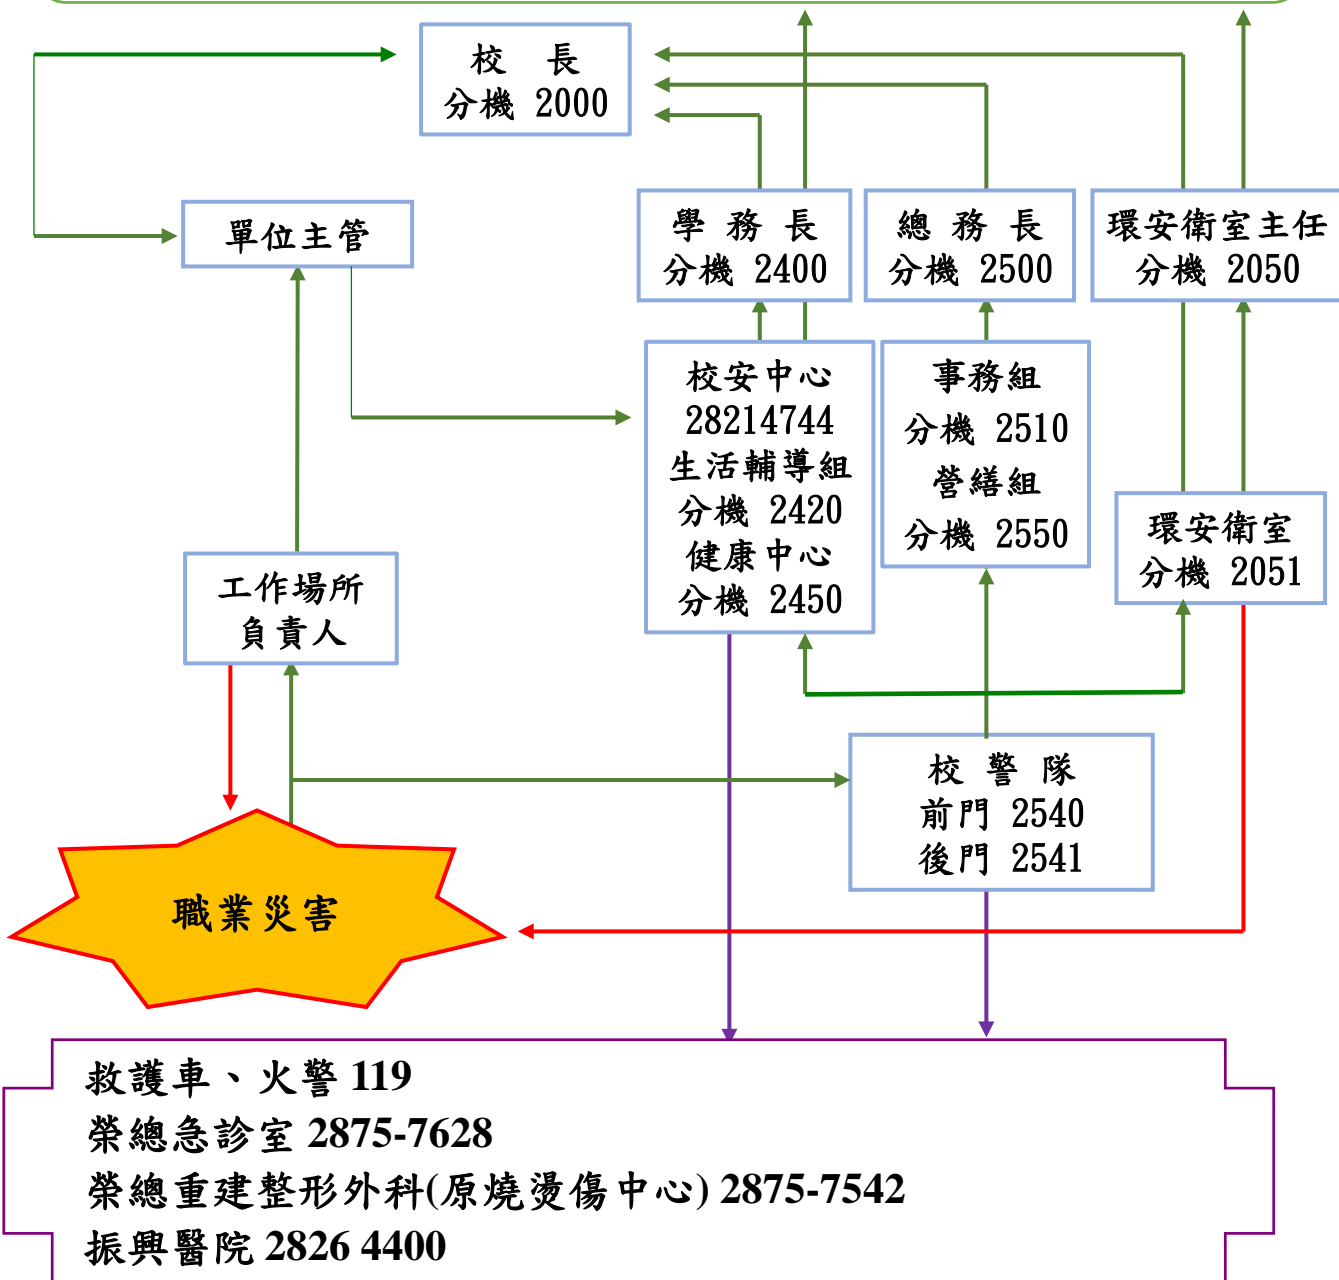 校 長
分機 2000
單位主管
學 務 長
分機 2400
總 務 長
分機 2500
環安衛室主任
分機 2050
校安中心
28214744
生活輔導組
分機 2420
健康中心
分機 2450
事務組
分機 2510
營繕組
分機 2550
環安衛室
分機 2051
工作場所
負責人
校 警 隊
前門 2540
後門 2541
職業災害
救護車、火警 119
榮總急診室 2875-7628
榮總重建整形外科(原燒燙傷中心) 2875-7542
振興醫院 2826 4400